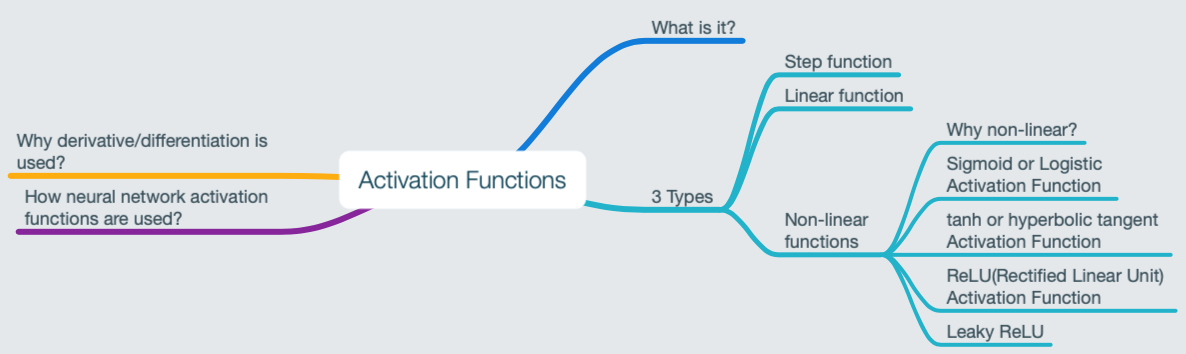 What is it?
Step function
Linear function
Why derivative/differentiation is
used?
Activation Functions
How neural network activation
functions are used?
3 Types
Non-linear
functions
Why non-linear?
Sigmoid or Logistic
Activation Function
tanh or hyperbolic tangent
Activation Function
ReLU(Rectified Linear Unit)
Activation Function
Leaky ReLU